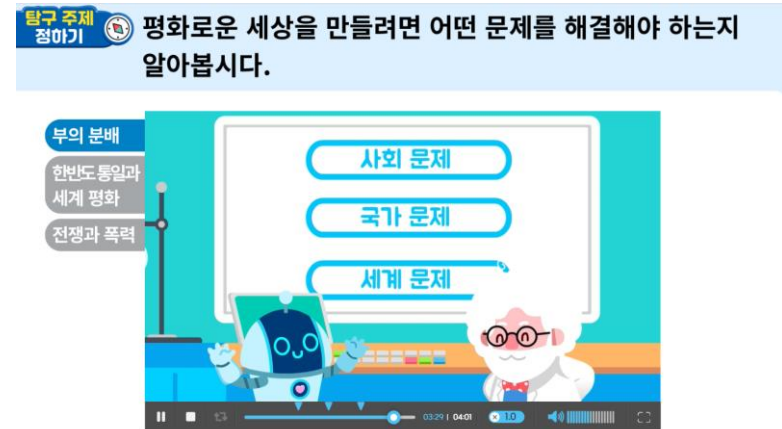 탐구 주제
정하기
평화로운 세상을 만들려면 어떤 문제를 해결해야 하는지
알아봅시다.
부의 분배
한반도 통일과
세계 평화
전쟁과 폭력
사회 문제
국가 문제
세계 문제
03:29 | 04:01 × 1.0